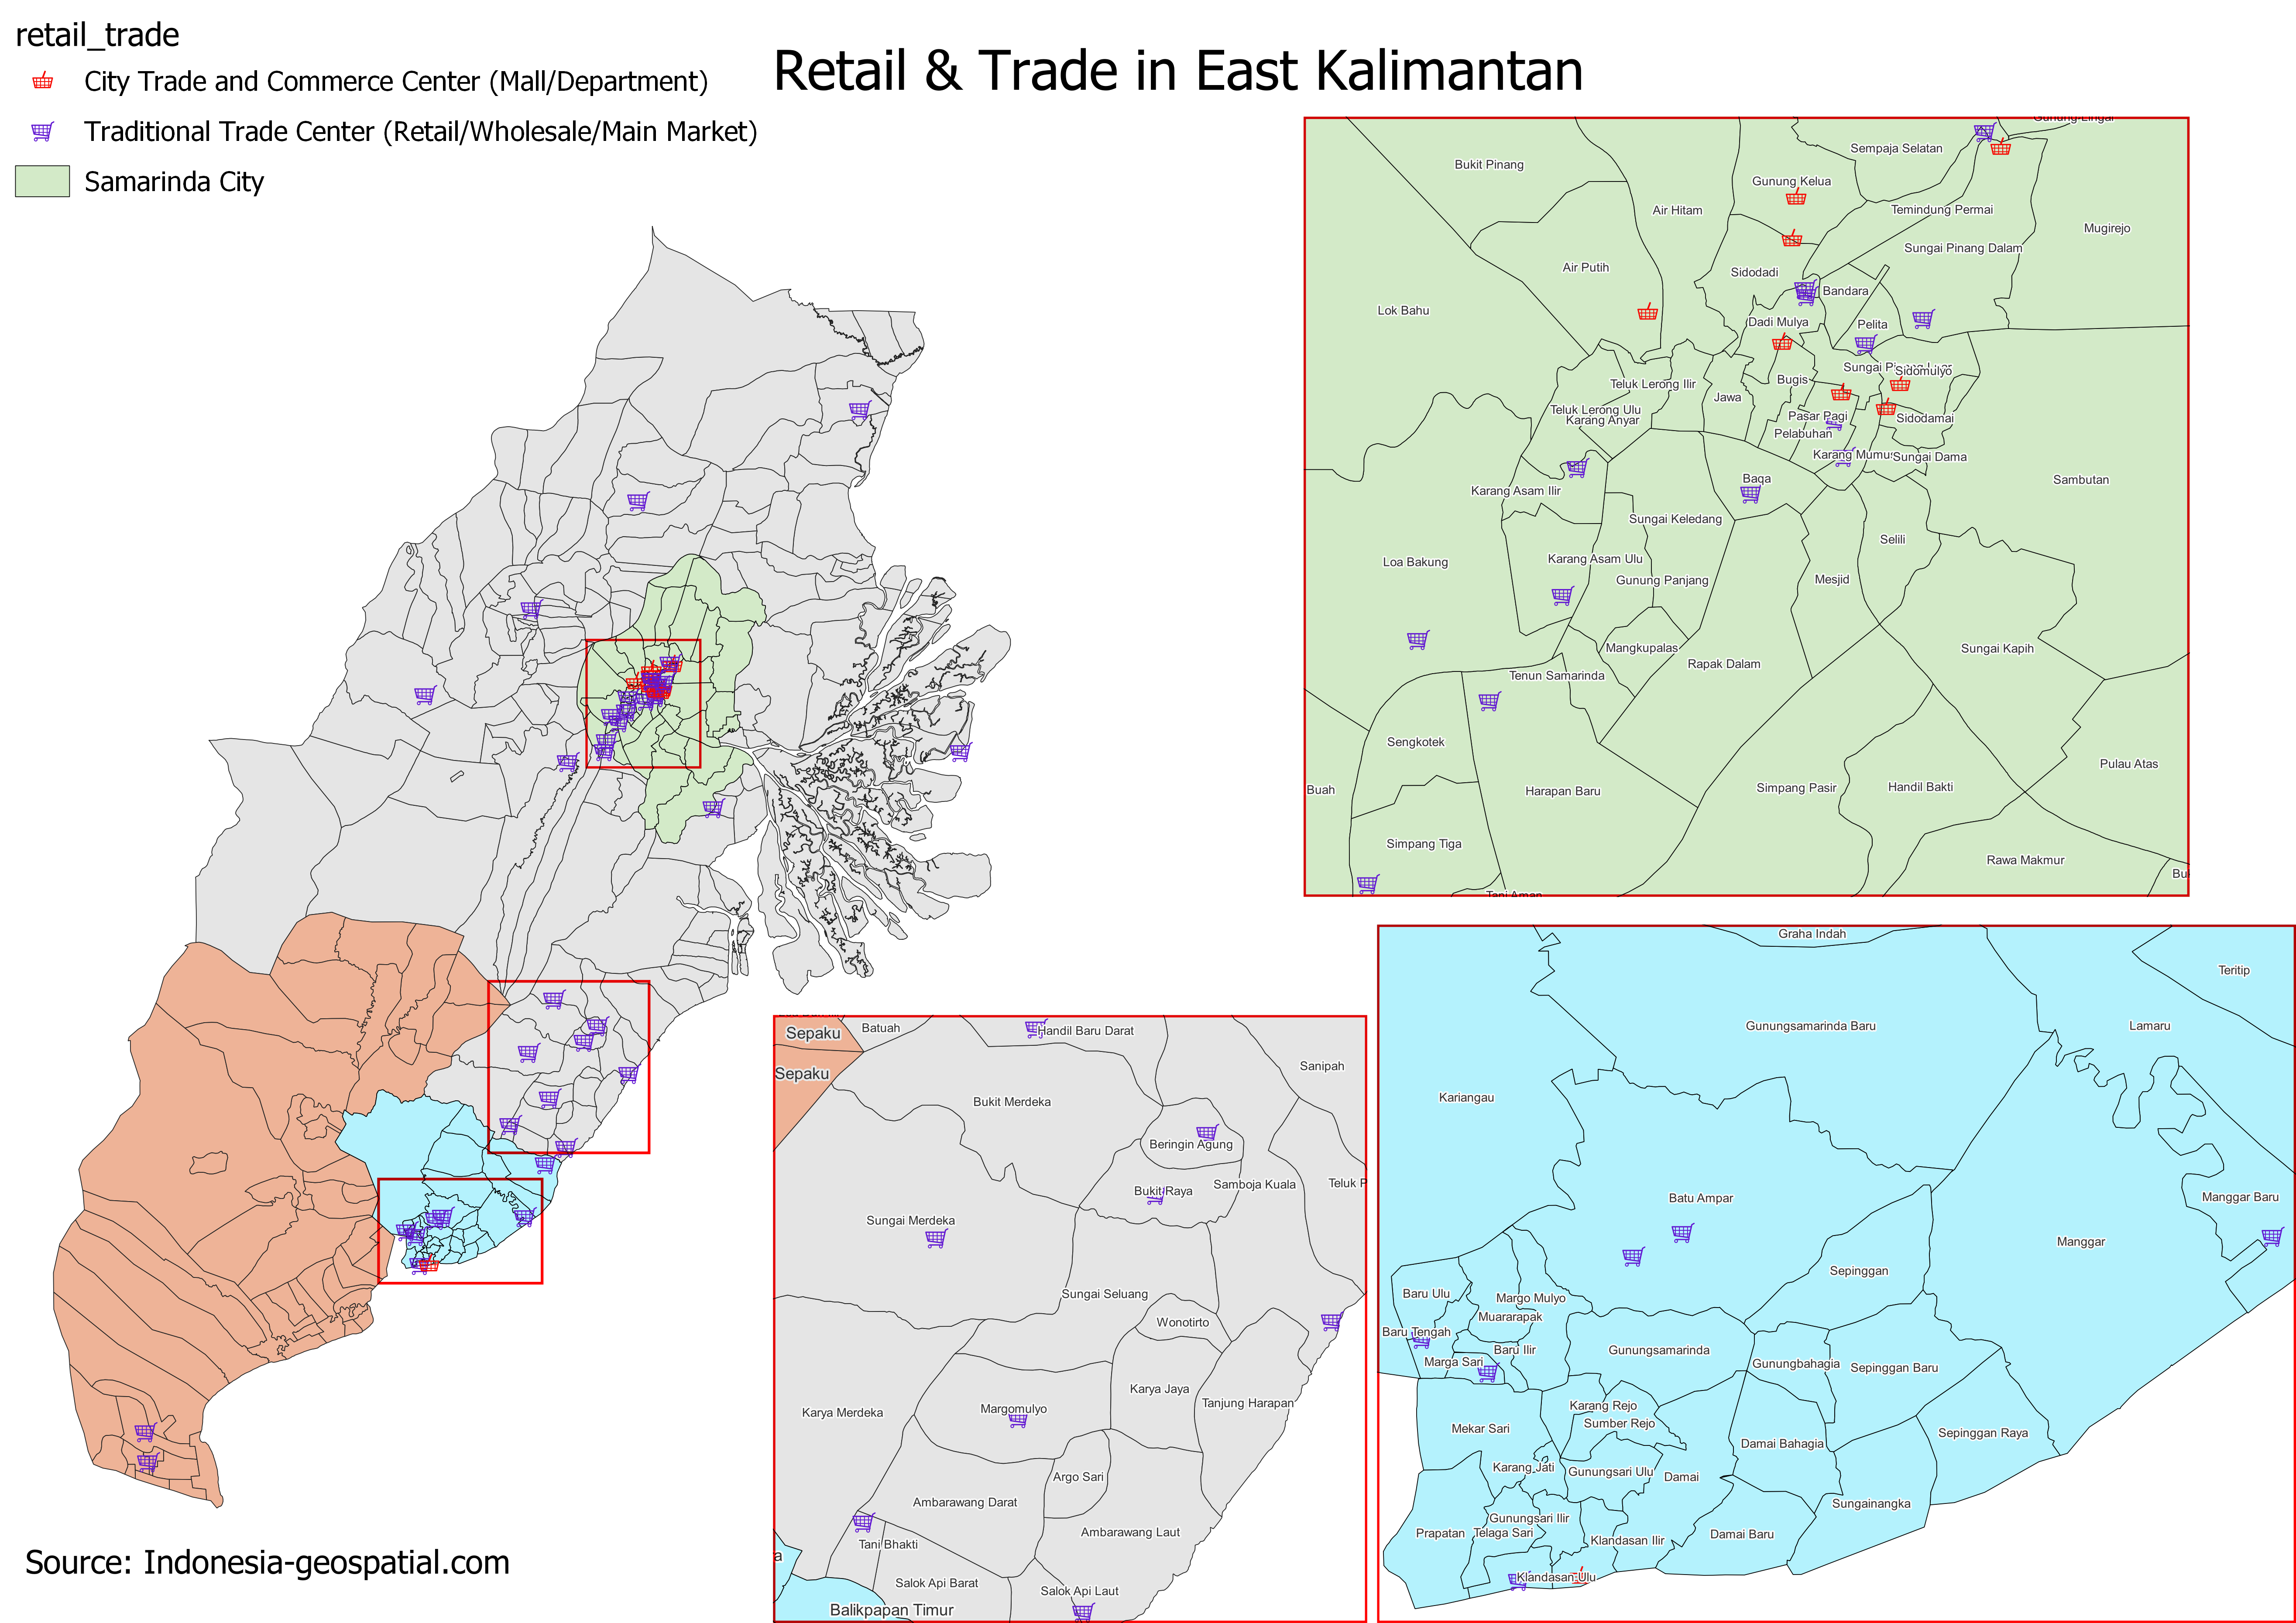 retail_trade
City Trade and Commerce Center (Mall/Department)
Traditional Trade Center (Retail/Wholesale/Main Market)
Samarinda City
Retail & Trade in East Kalimantan
Sempaja Selatan
Bukit Pinang
Gunung Kelua
Air Hitam
Temindung Permai
Mugirejo
Sungai Pinang Dalam
Air Putih
Sidodadi
Bandara
Lok Bahu
Dadi Mulya
Pelita
Sidomulyo
Bugis
Teluk Lerong Ilir
Jawa
Teluk Lerong Ulu
Karang Anyar
Pasar Pagi
Sidodamai
Pelabuhan
Karang Mumus
Sungai Dama
Baqa
Sambutan
Karang Asam Ilir
Sungai Keledang
Selili
Loa Bakung
Karang Asam Ulu
Gunung Panjang
Mesjid
Mangkupalas
Sungai Kapih
Rapak Dalam
Tenun Samarinda
Sengkotek
Pulau Atas
Buah
Harapan Baru
Simpang Pasir
Handil Bakti
Simpang Tiga
Rawa Makmur
Bu
Tani Aman
Graha Indah
Teritip
Gunungsamarinda Baru
Lamaru
Kariangau
Batu Ampar
Manggar Baru
Manggar
Sepinggan
Baru Ulu
Margo Mulyo
Muararapak
Baru Tengah
Baru Ilir
Gunungsamarinda
Marga Sari
Gunungbahagia
Sepinggan Baru
Karang Rejo
Sumber Rejo
Mekar Sari
Sepinggan Raya
Damai Bahagia
Karang Jati
Gunungsari Ulu
Damai
Sungainangka
Gunungsari Ilir
Prapatan
Telaga Sari
Klandasan Ilir
Damai Baru
Klandasan Ulu
Sepaku
Batuah
Handil Baru Darat
Sanipah
Sepaku
Bukit Merdeka
Beringin Agung
Bukit Raya
Samboja Kuala
Teluk P
Sungai Merdeka
Sungai Seluang
Wonotirto
Karya Jaya
Tanjung Harapan
Karya Merdeka
Margomulyo
Argo Sari
Ambarawang Darat
Ambarawang Laut
Tani Bhakti
a
Salok Api Barat
Salok Api Laut
Balikpapan Timur
Source: Indonesia-geospatial.com